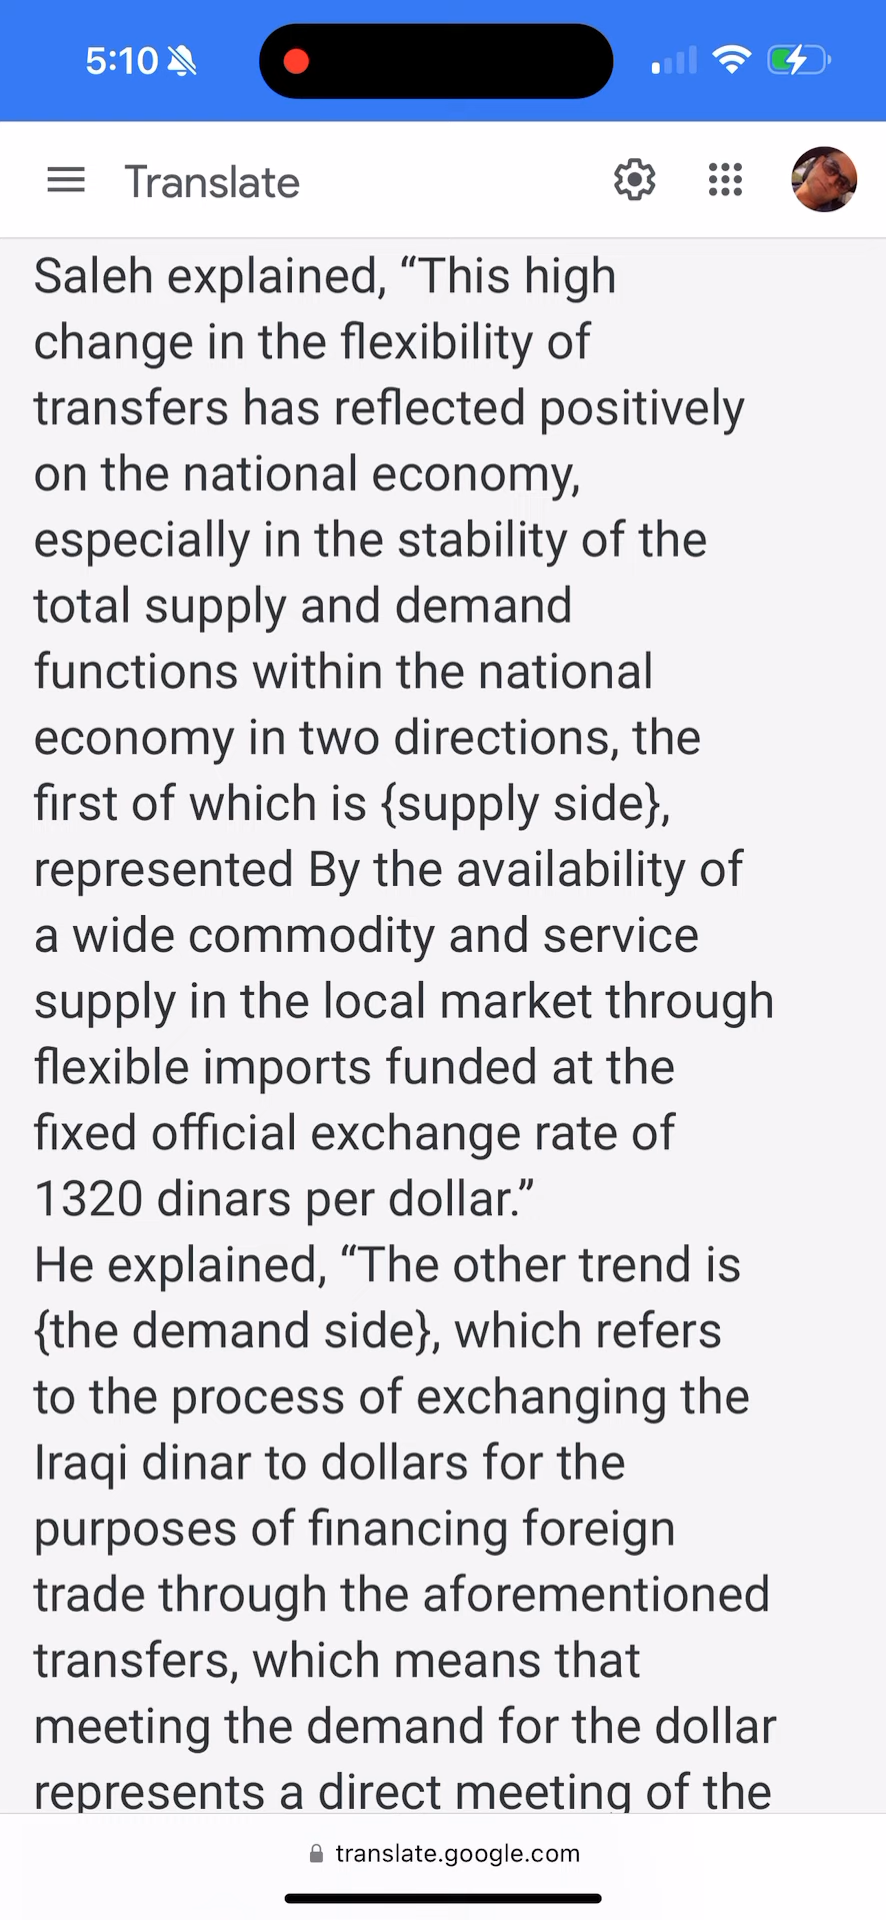 5:10
Translate
Saleh explained, “This high
change in the flexibility of
transfers has reflected positively
on the national economy,
especially in the stability of the
total supply and demand
functions within the national
economy in two directions, the
first of which is {supply side},
represented By the availability of
a wide commodity and service
supply in the local market through
flexible imports funded at the
fixed official exchange rate of
1320 dinars per dollar.”
He explained, “The other trend is
{the demand side}, which refers
to the process of exchanging the
Iraqi dinar to dollars for the
purposes of financing foreign
trade through the aforementioned
transfers, which means that
meeting the demand for the dollar
represents a direct meeting of the
translate.google.com